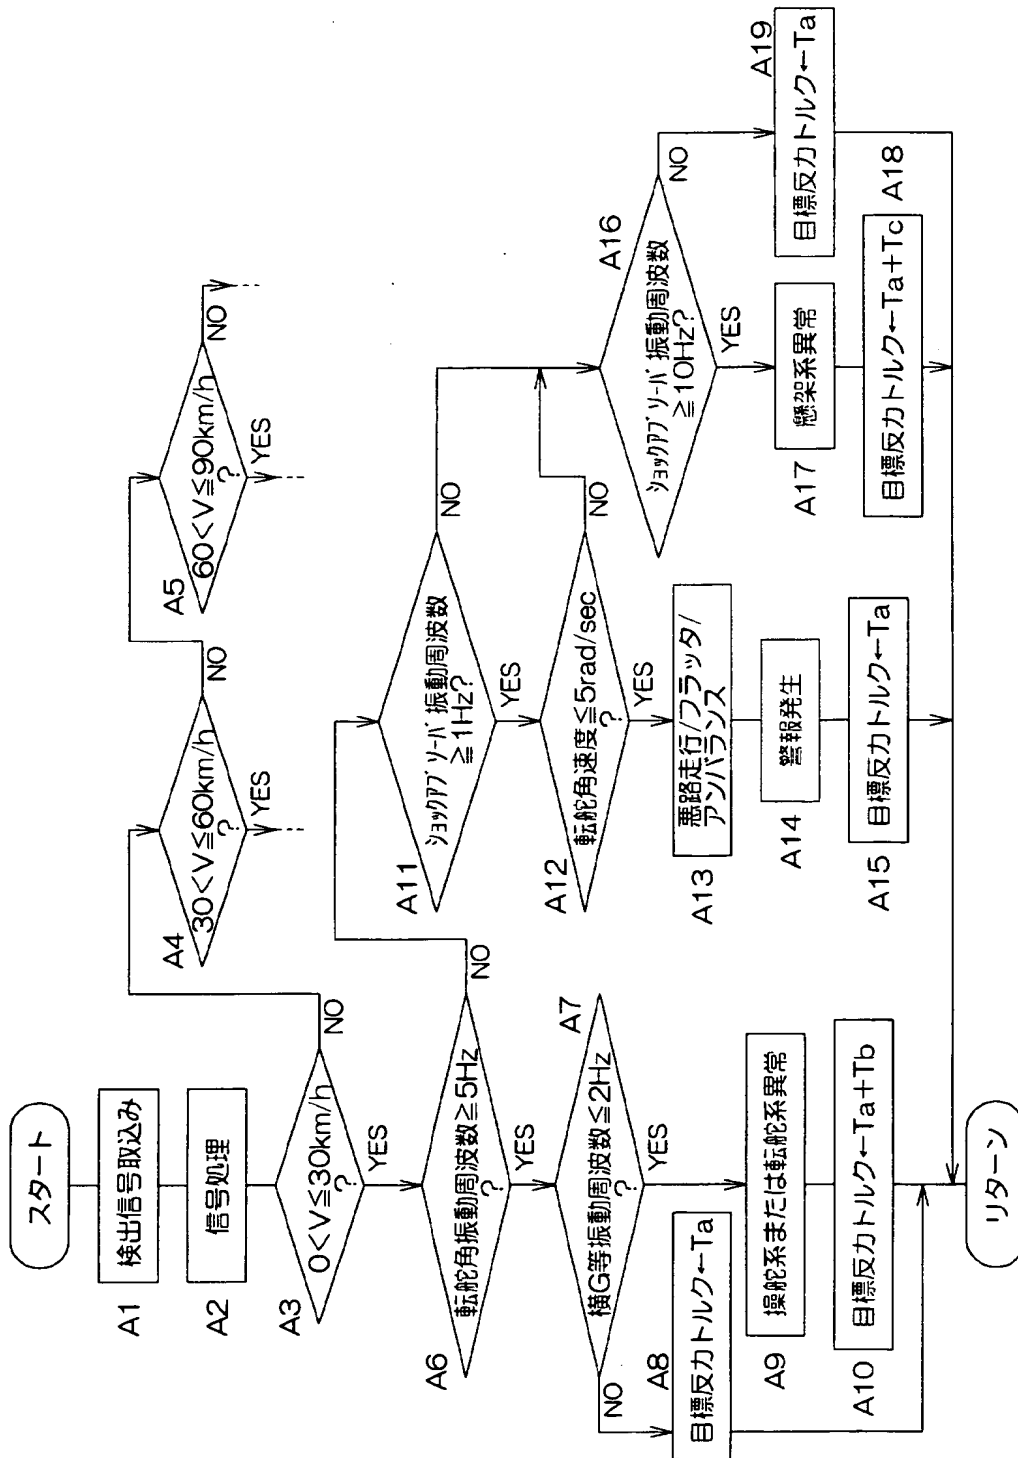 スタート
A1
検出信号取込み
A2
信号処理
A3
0<V≦30km/h
?
NO
YES
A4
30<V≦60km/h
?
NO
YES
A5
60<V≦90km/h
?
NO
YES
A6
転舵角振動周波数≧5Hz
?
NO
YES
A7
横G等振動周波数≦2Hz
?
NO
YES
A8
目標反力トルク←Ta
A9
操舵系または転舵系異常
A10
目標反力トルク←Ta+Tb
A11
ショックアブソーバ振動周波数
≧1Hz?
NO
YES
A12
転舵角速度≦5rad/sec
?
NO
YES
A13
悪路走行/フラッタ/
アンバランス
A14
警報発生
A15
目標反力トルク←Ta
A16
ショックアブソーバ振動周波数
≧10Hz?
NO
YES
A17
懸架系異常
A18
目標反力トルク←Ta+Tc
A19
目標反力トルク←Ta
リターン